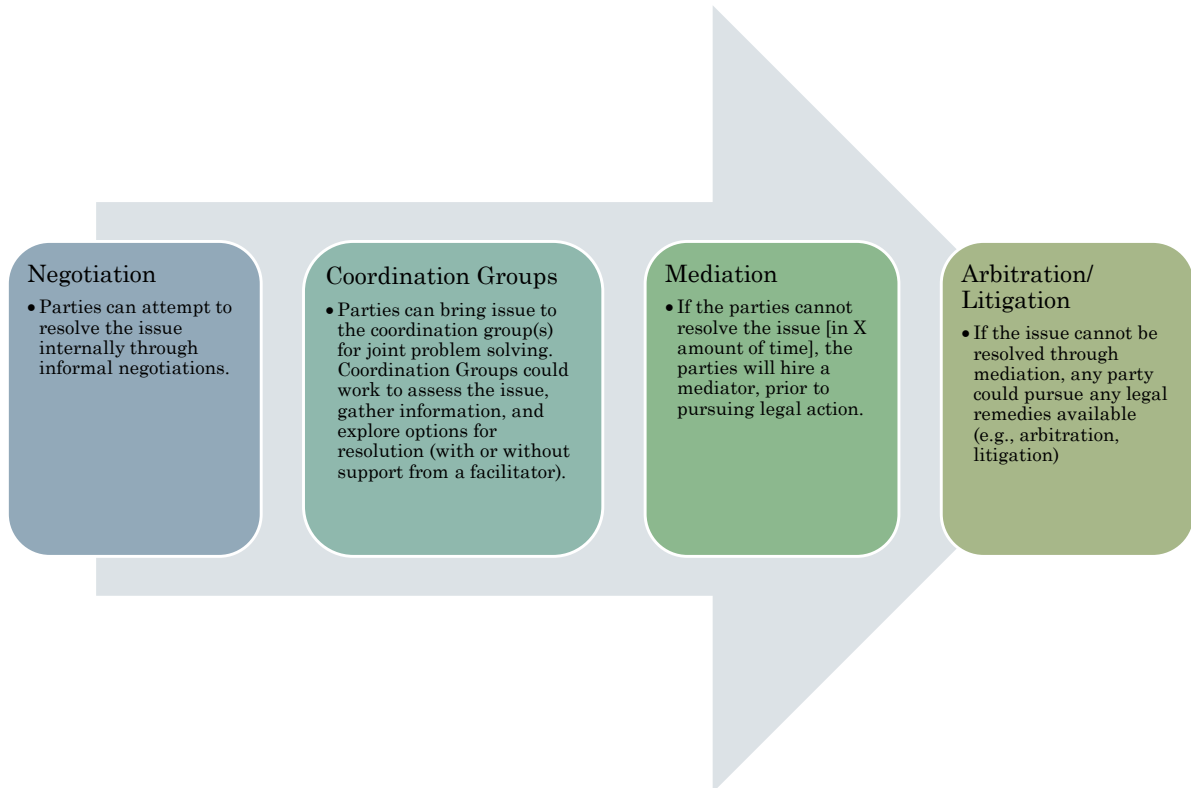 Negotiation
• Parties can attempt to
resolve the issue
internally through
informal negotiations.
Coordination Groups
• Parties can bring issue to
the coordination group(s)
for joint problem solving.
Coordination Groups could
work to assess the issue,
gather information, and
explore options for
resolution (with or without
support from a facilitator).
Mediation
• If the parties cannot
resolve the issue [in X
amount of time], the
parties will hire a
mediator, prior to
pursuing legal action.
Arbitration/
Litigation
• If the issue cannot be
resolved through
mediation, any party
could pursue any legal
remedies available
(e.g., arbitration,
litigation)